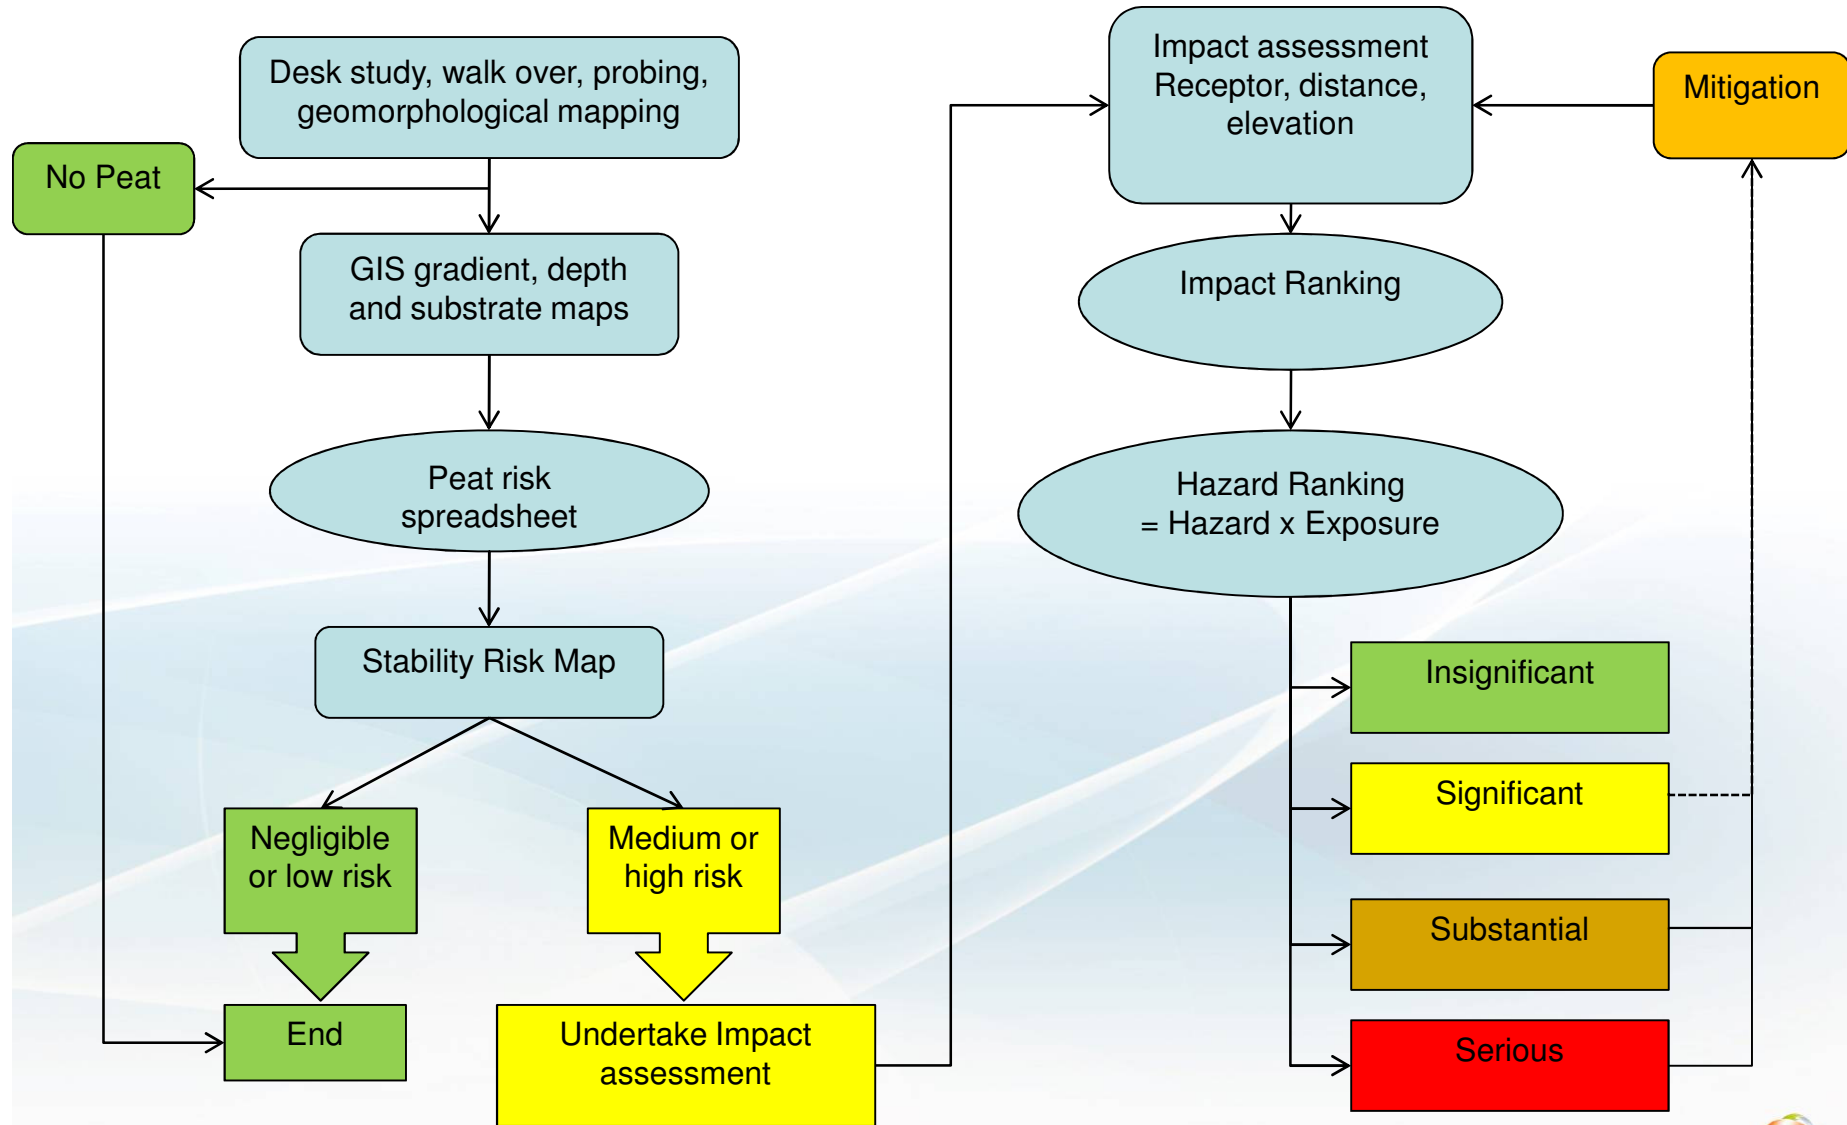 Desk study, walk over, probing,
geomorphological mapping
No Peat
GIS gradient, depth
and substrate maps
Peat risk
spreadsheet
Stability Risk Map
Negligible
or low risk
Medium or
high risk
End
Undertake Impact
assessment
Impact assessment
Receptor, distance,
elevation
Mitigation
Impact Ranking
Hazard Ranking
= Hazard x Exposure
Insignificant
Significant
Substantial
Serious